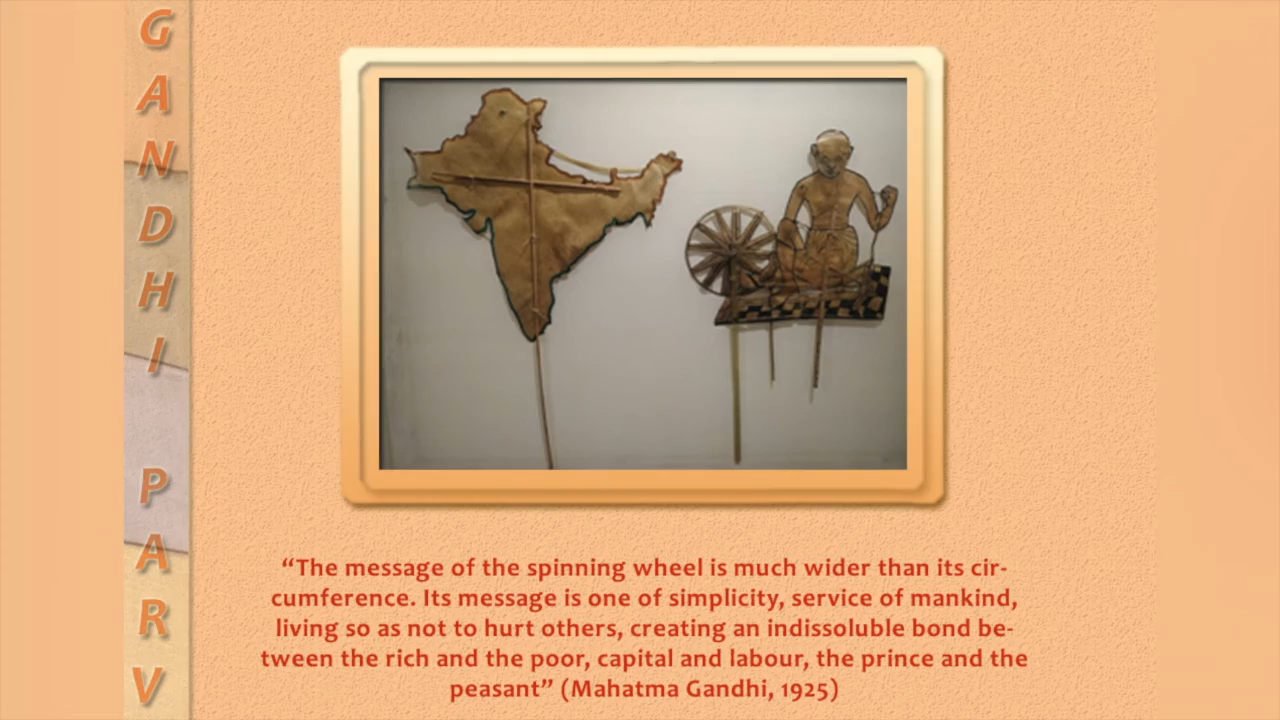 GANDHI PARV
“The message of the spinning wheel is much wider than its cir-
cumference. Its message is one of simplicity, service of mankind,
living so as not to hurt others, creating an indissoluble bond be-
tween the rich and the poor, capital and labour, the prince and the
peasant” (Mahatma Gandhi, 1925)